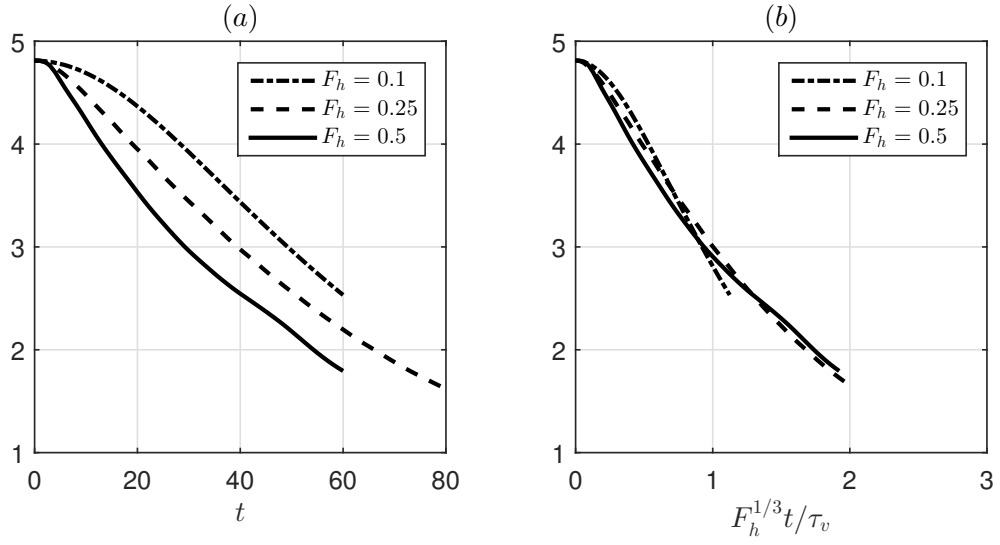 (a)
5
4
3
2
1
0 20 40 60 80
t
F_h = 0.1
F_h = 0.25
F_h = 0.5
(b)
5
4
3
2
1
0 1 2 3
F_h^{1/3}t/τ_v
F_h = 0.1
F_h = 0.25
F_h = 0.5